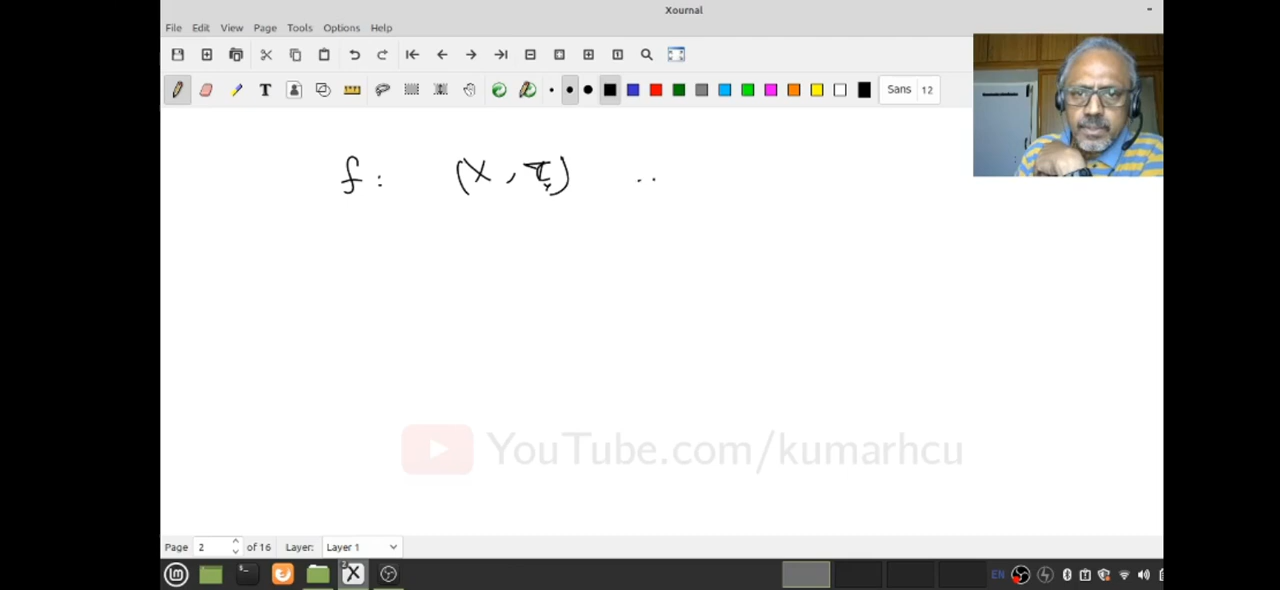 Xournal
File Edit View Page Tools Options Help
T Sans 12
f: (X, τ) ..
YouTube.com/kumarhcu
Page 2 of 16 Layer: Layer 1
EN